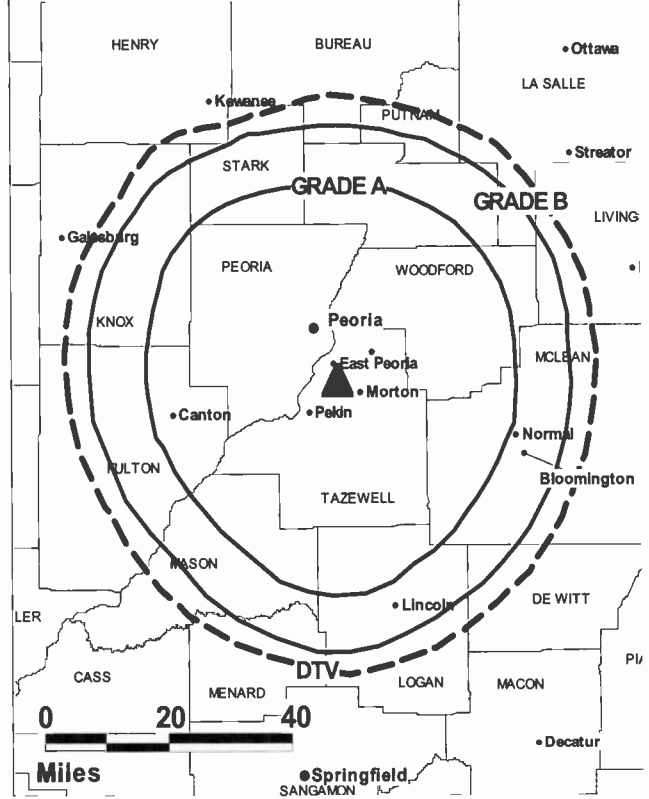 HENRY
BUREAU
Ottawa
LA SALLE
Kewanee
PUTNAM
Streator
STARK
GRADE A
GRADE B
LIVING
Galesburg
PEORIA
WOODFORD
KNOX
Peoria
East Peoria
MCLEAN
Morton
Canton
Pekin
Normal
FULTON
Bloomington
TAZEWELL
MASON
Lincoln
DE WITT
LER
DTV
PIA
CASS
LOGAN
MACON
MENARD
0 20 40
Decatur
Miles
Springfield
SANGAMON